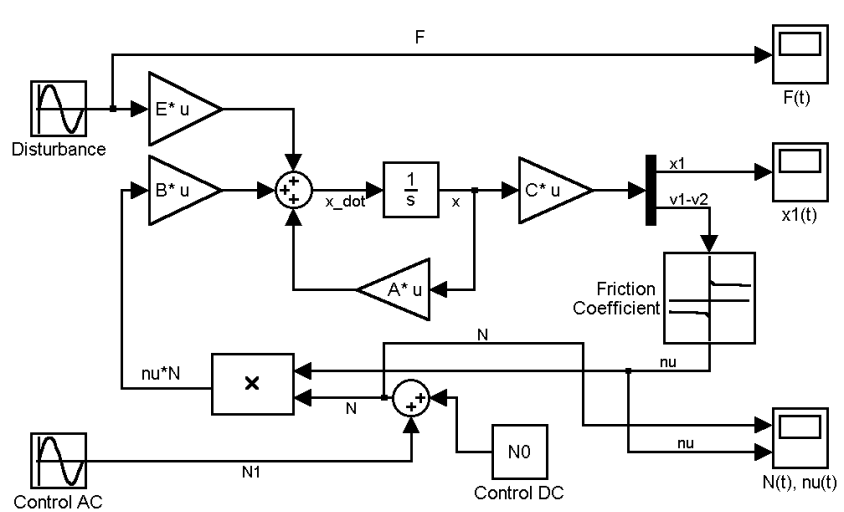 F
F(t)
E* u
Disturbance
B* u
+
+
+
x_dot
1
s
x
C* u
x1
v1-v2
x1(t)
A* u
Friction
Coefficient
N
nu
nu*N
×
N
+
+
nu
N0
N1
Control AC
Control DC
N(t), nu(t)